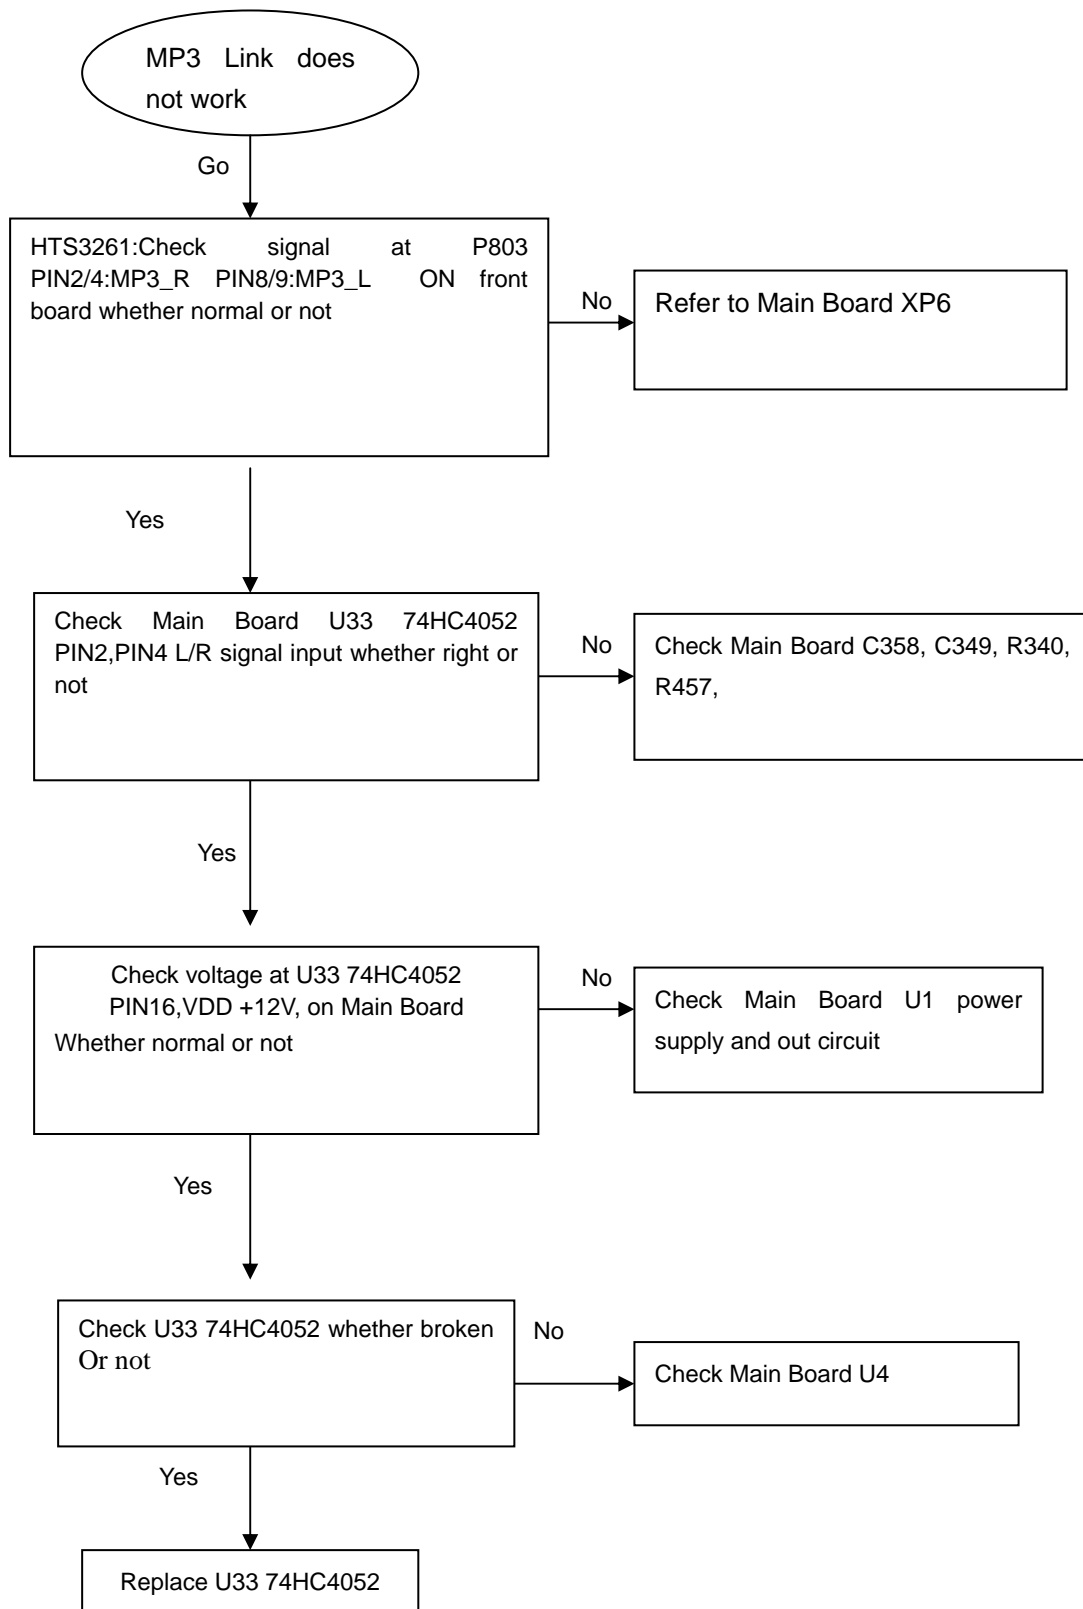 MP3 Link does
not work
Go
HTS3261:Check signal at P803
PIN2/4:MP3_R PIN8/9:MP3_L ON front
board whether normal or not
No
Refer to Main Board XP6
Yes
Check Main Board U33 74HC4052
PIN2,PIN4 L/R signal input whether right or
not
No
Check Main Board C358, C349, R340,
R457,
Yes
Check voltage at U33 74HC4052
PIN16,VDD +12V, on Main Board
Whether normal or not
No
Check Main Board U1 power
supply and out circuit
Yes
Check U33 74HC4052 whether broken
Or not
No
Check Main Board U4
Yes
Replace U33 74HC4052